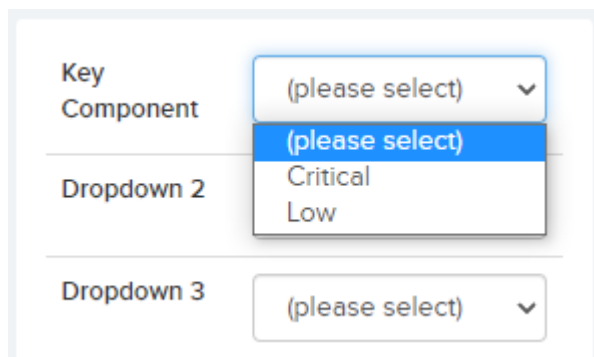 Key
Component
(please select)
(please select)
Critical
Low
Dropdown 2
Dropdown 3
(please select)